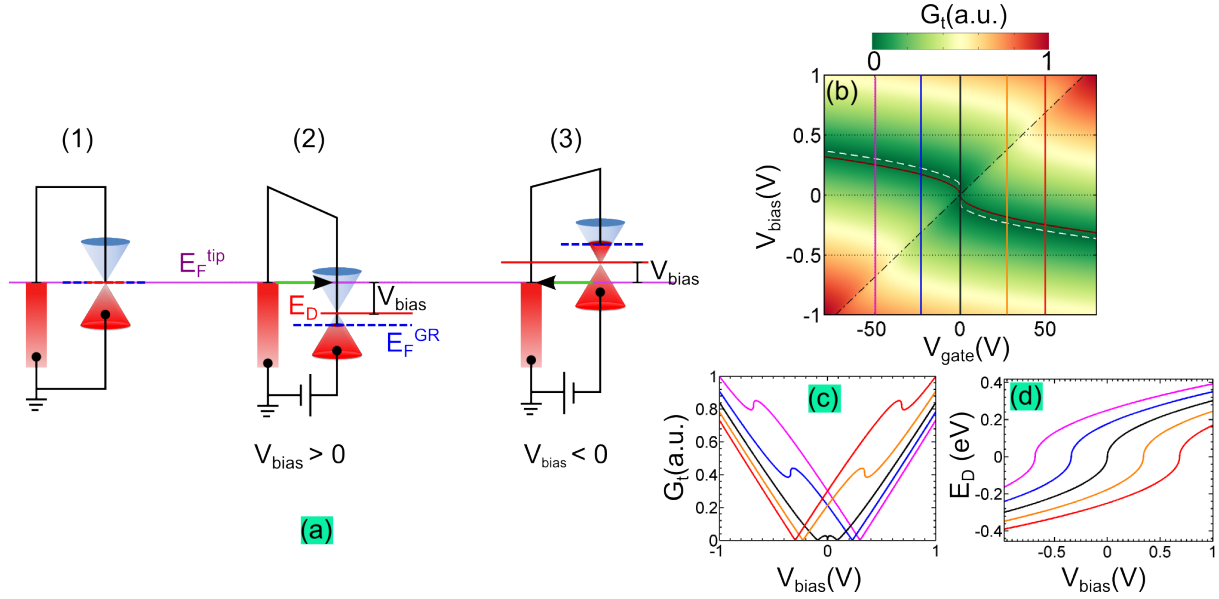 (1)
(2)
(3)
E_F^tip
E_D
V_bias
E_F^GR
V_bias
V_bias > 0
V_bias < 0
(a)
G_t(a.u.)
0
1
(b)
V_bias(V)
1
0.5
0
-0.5
-1
-50
0
50
V_gate(V)
(c)
G_t(a.u.)
1
0.8
0.6
0.4
0.2
0
-1
0
1
V_bias(V)
(d)
E_D (eV)
0.4
0.2
0
-0.2
-0.4
-0.5
0
0.5
1
V_bias(V)